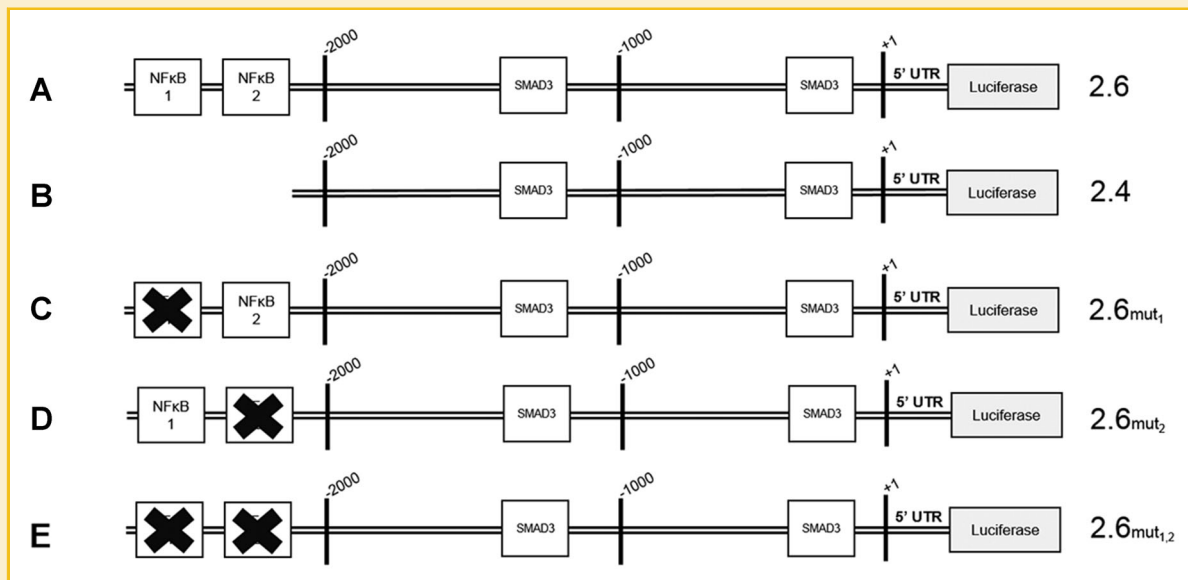 -2000 -1000 +1
A NFκB 1 NFκB 2 SMAD3 SMAD3 5' UTR Luciferase 2.6
-2000 -1000 +1
B SMAD3 SMAD3 5' UTR Luciferase 2.4
-2000 -1000 +1
C NFκB 2 SMAD3 SMAD3 5' UTR Luciferase 2.6mut1
-2000 -1000 +1
D NFκB 1 SMAD3 SMAD3 5' UTR Luciferase 2.6mut2
-2000 -1000 +1
E SMAD3 SMAD3 5' UTR Luciferase 2.6mut1,2